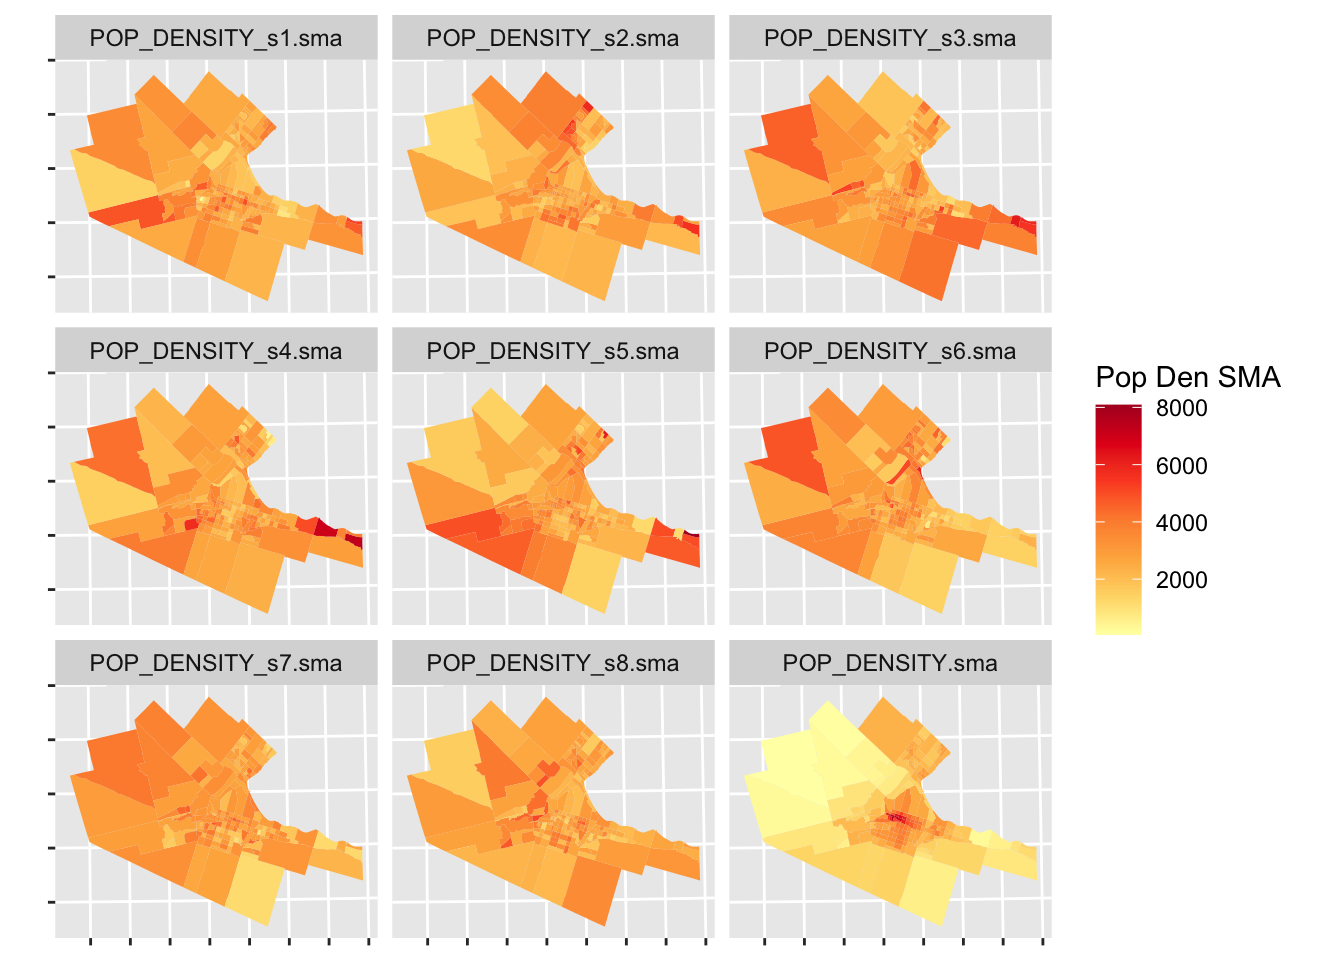 POP_DENSITY_s1.sma
POP_DENSITY_s2.sma
POP_DENSITY_s3.sma
POP_DENSITY_s4.sma
POP_DENSITY_s5.sma
POP_DENSITY_s6.sma
Pop Den SMA
8000
6000
4000
2000
POP_DENSITY_s7.sma
POP_DENSITY_s8.sma
POP_DENSITY.sma